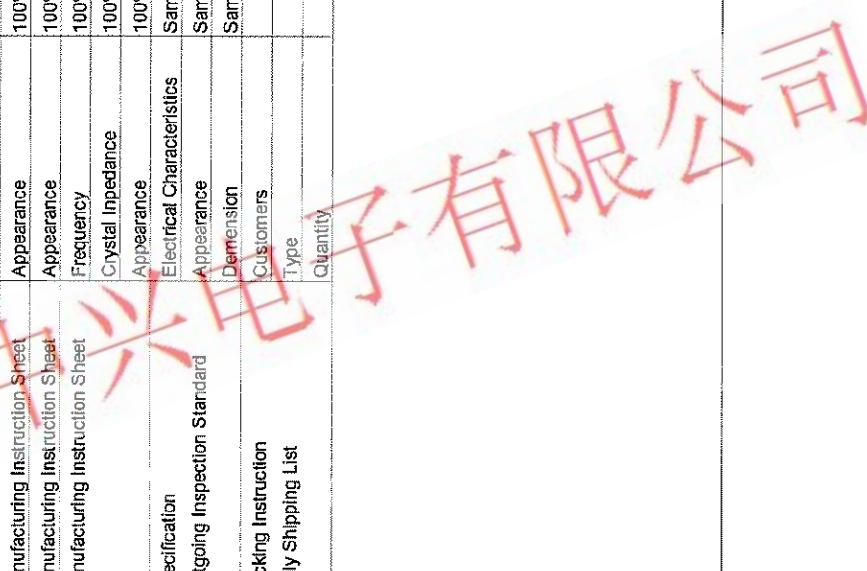 nufacturing Instruction Sheet Appearance 100%
nufacturing Instruction Sheet Appearance 100%
nufacturing Instruction Sheet Frequency 100%
Crystal Inpedance 100%
Appearance 100%
ecification Electrical Characteristics Sam
tgoing Inspection Standard Appearance Sam
Demension Sam
cking Instruction Customers
ly Shipping List Type
Quantity
中兴电子有限公司